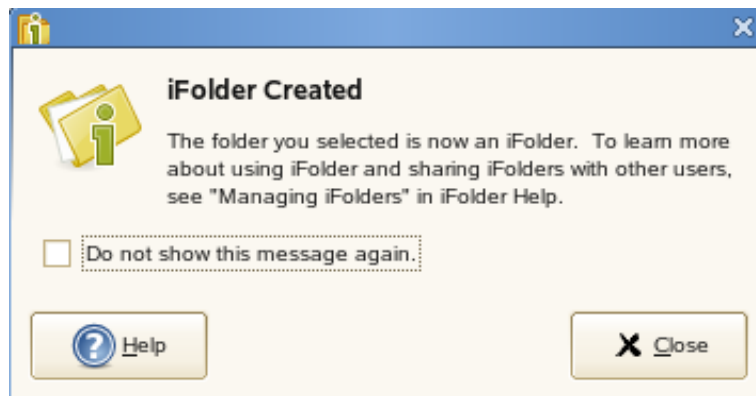 iFolder Created
The folder you selected is now an iFolder. To learn more
about using iFolder and sharing iFolders with other users,
see "Managing iFolders" in iFolder Help.
Do not show this message again.
Help
Close